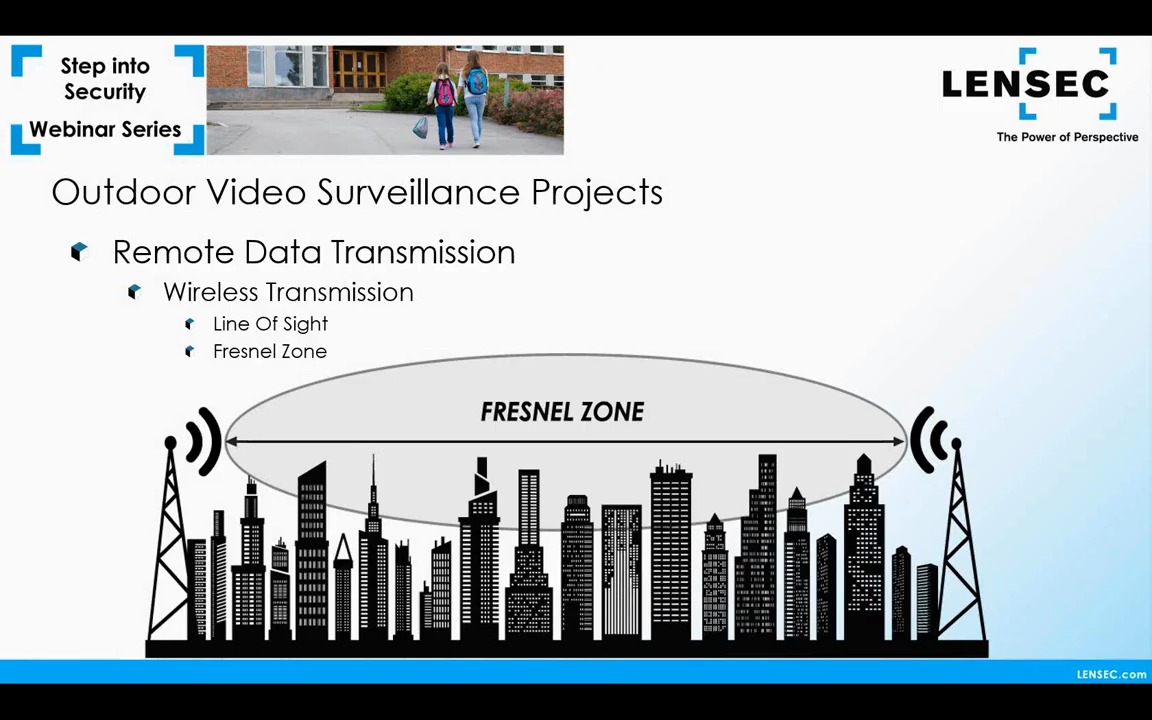 Step into
Security
Webinar Series
LENSEC
The Power of Perspective
Outdoor Video Surveillance Projects
Remote Data Transmission
Wireless Transmission
Line Of Sight
Fresnel Zone
FRESNEL ZONE
LENSEC.com